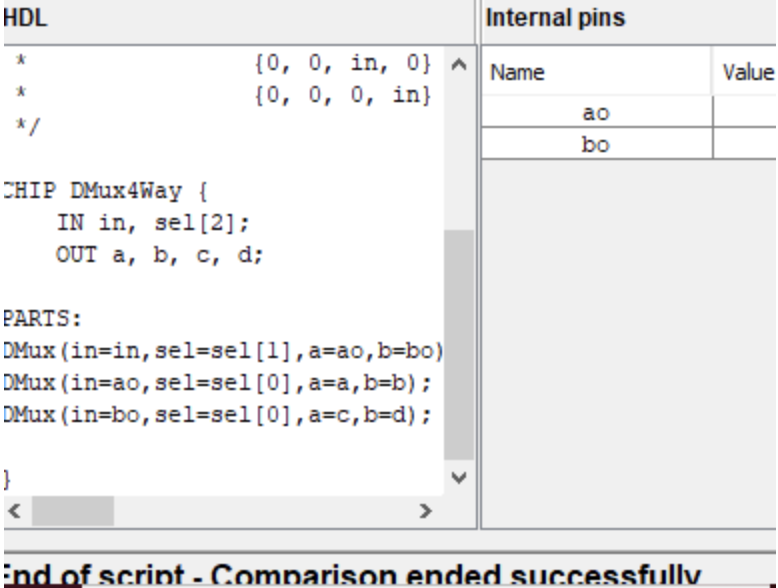 HDL
Internal pins
* {0, 0, in, 0}
* {0, 0, 0, in}
*/
CHIP DMux4Way {
IN in, sel[2];
OUT a, b, c, d;
PARTS:
DMux(in=in,sel=sel[1],a=ao,b=bo)
DMux(in=ao,sel=sel[0],a=a,b=b);
DMux(in=bo,sel=sel[0],a=c,b=d);
}
Name Value
ao
bo
End of script - Comparison ended successfully